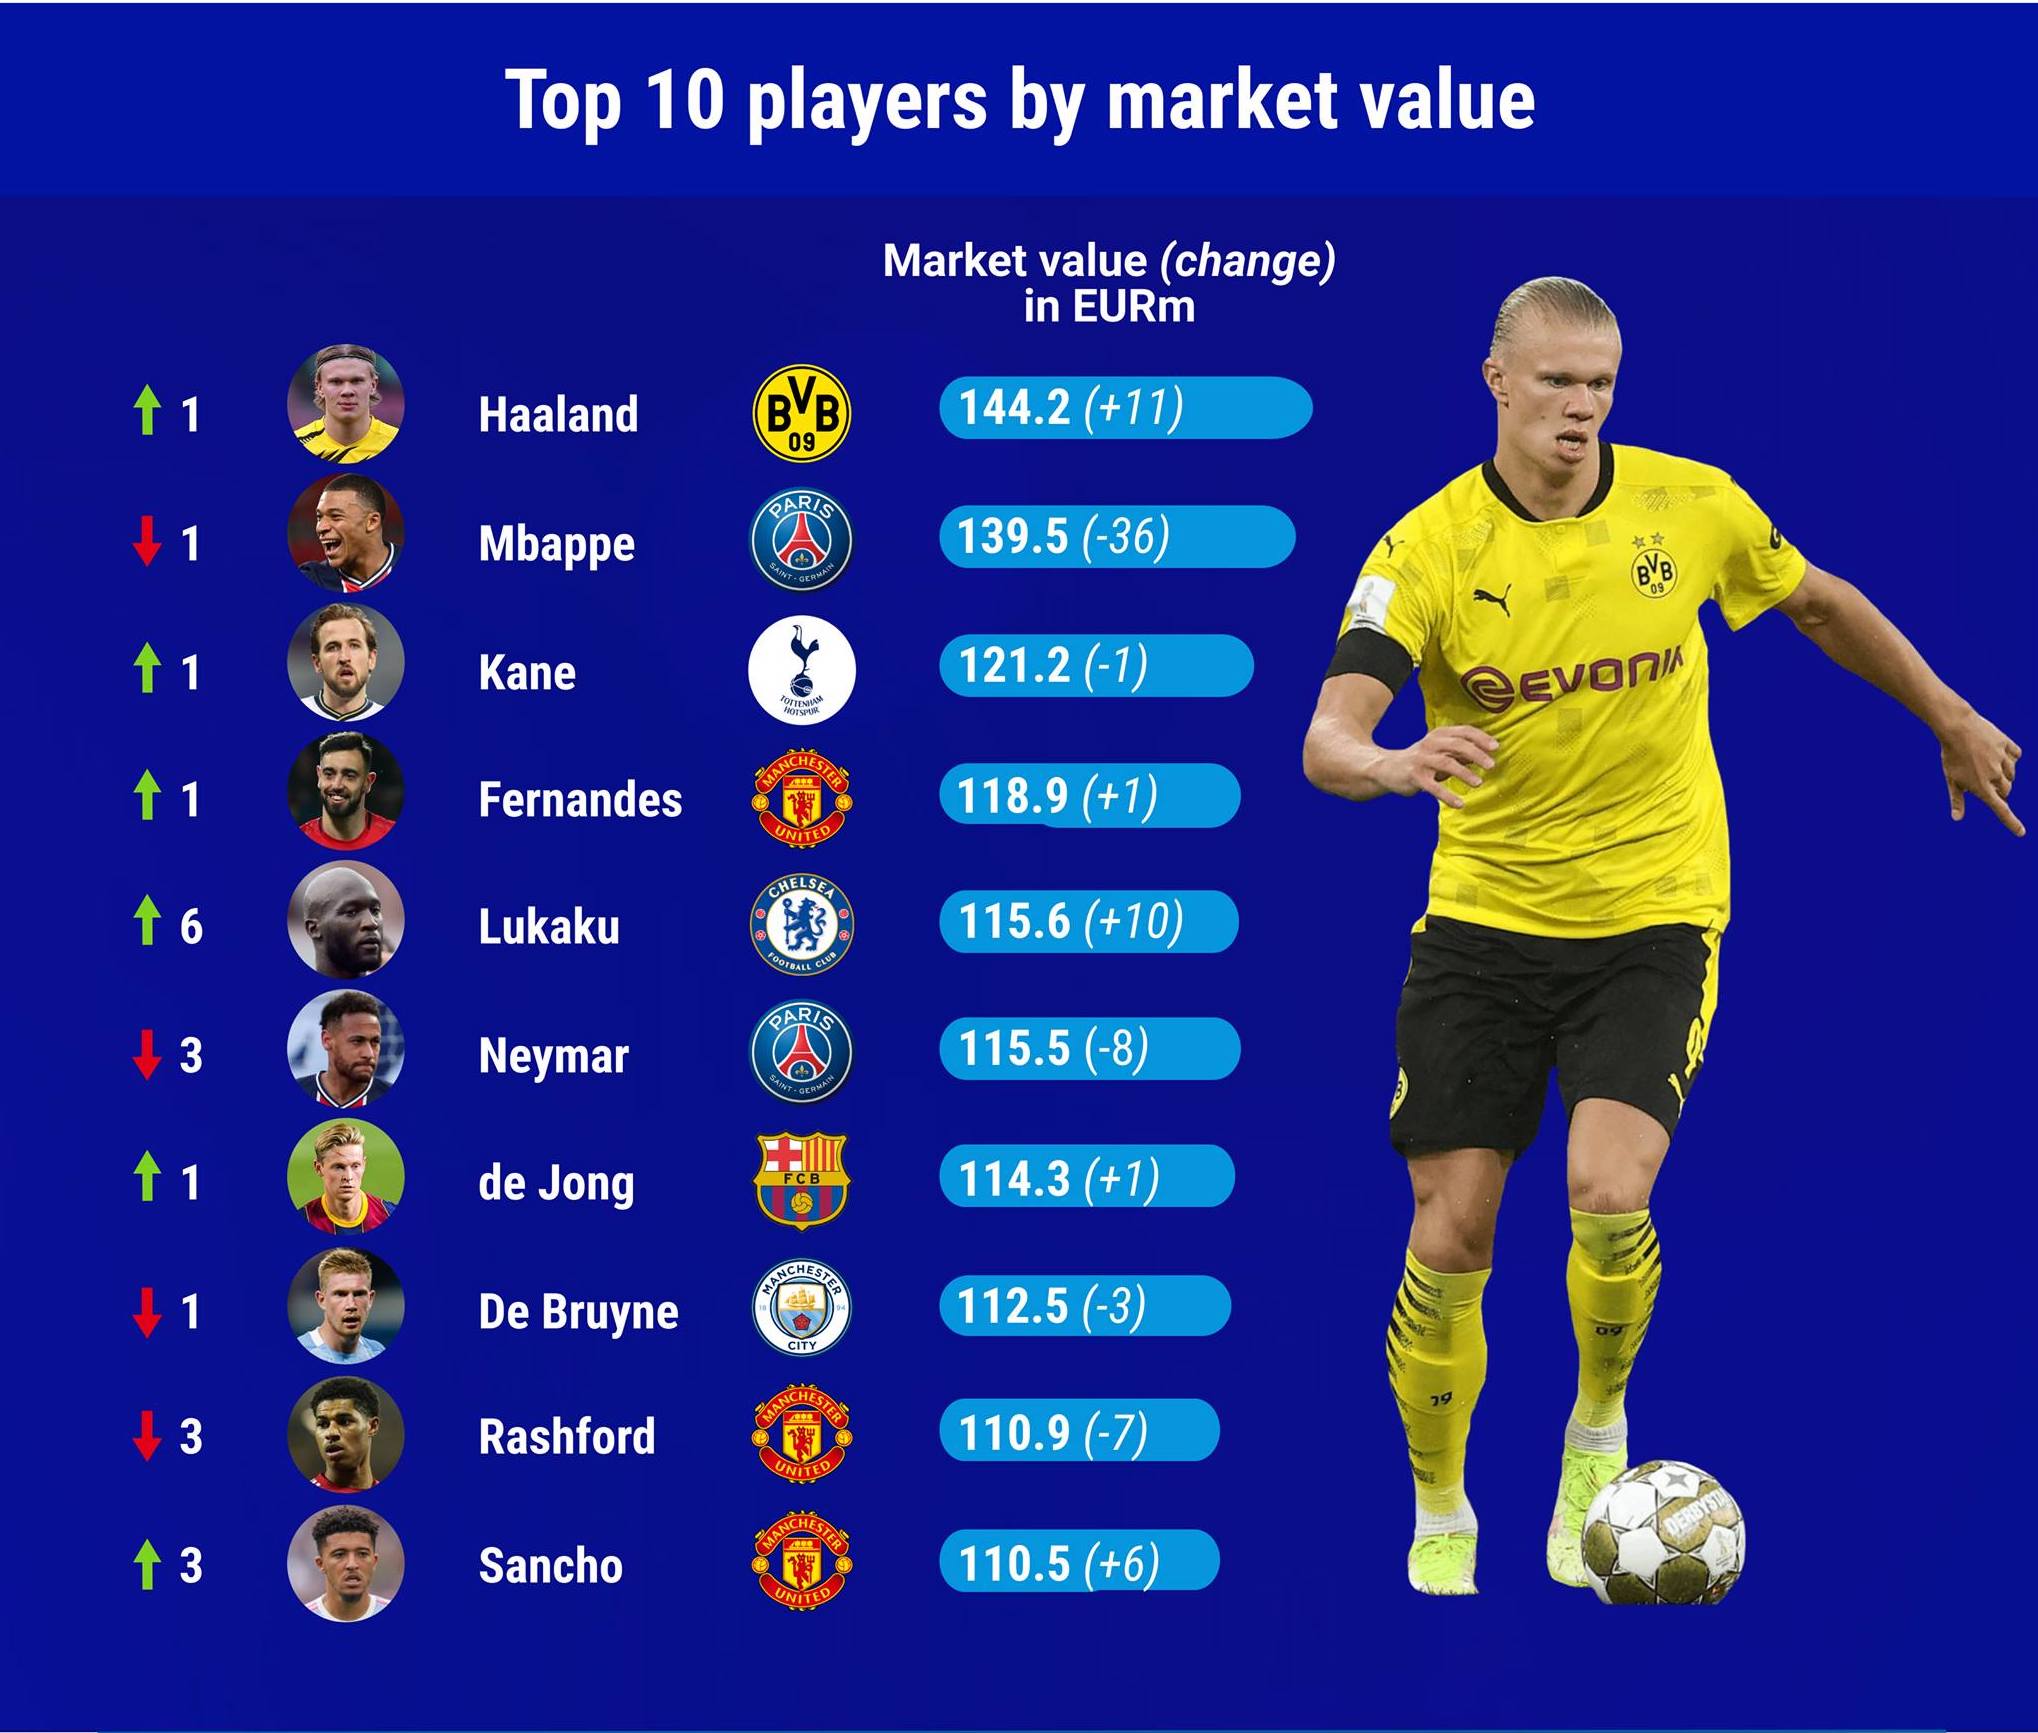 Top 10 players by market value
Market value (change)
in EURm
1 Haaland BVB 09 144.2 (+11)
1 Mbappe PARIS SAINT-GERMAIN 139.5 (-36)
1 Kane TOTTENHAM HOTSPUR 121.2 (-1)
1 Fernandes MANCHESTER UNITED 118.9 (+1)
6 Lukaku CHELSEA FOOTBALL CLUB 115.6 (+10)
3 Neymar PARIS SAINT-GERMAIN 115.5 (-8)
1 de Jong FCB 114.3 (+1)
1 De Bruyne MANCHESTER 18 94 CITY 112.5 (-3)
3 Rashford MANCHESTER UNITED 110.9 (-7)
3 Sancho MANCHESTER UNITED 110.5 (+6)
BVB 09
EVONIK
09
19